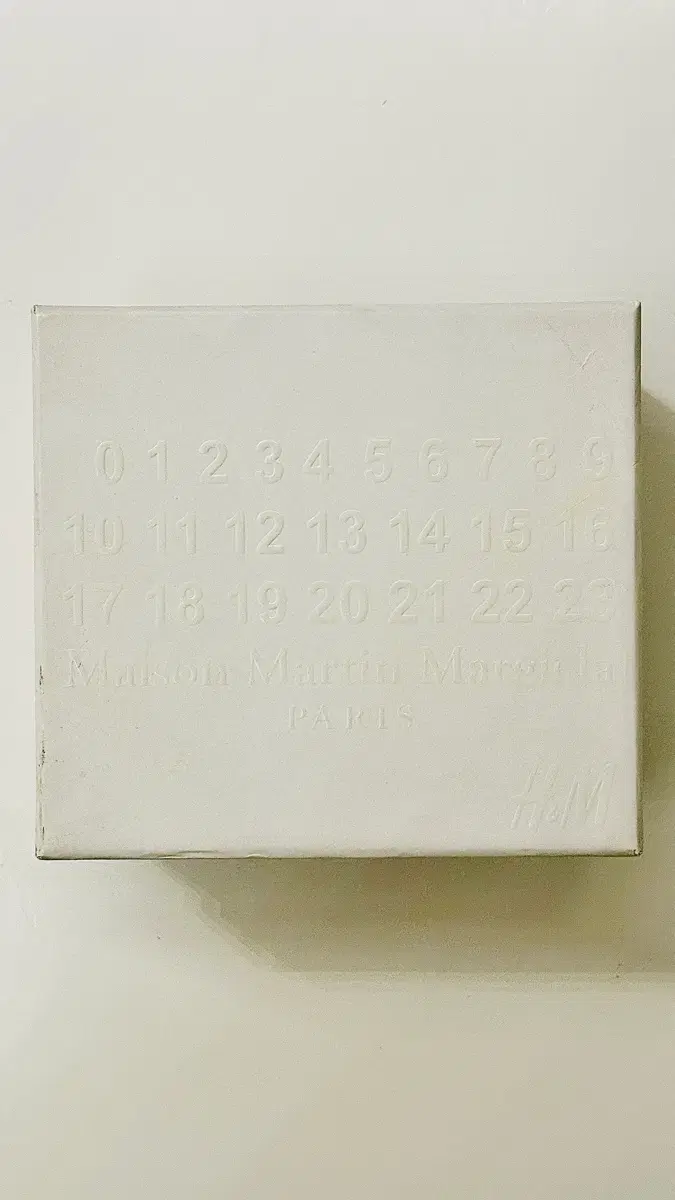 0 1 2 3 4 5 6 7 8 9
10 11 12 13 14 15 16
17 18 19 20 21 22 23
Maison Martin Margiela
PARIS
H&M